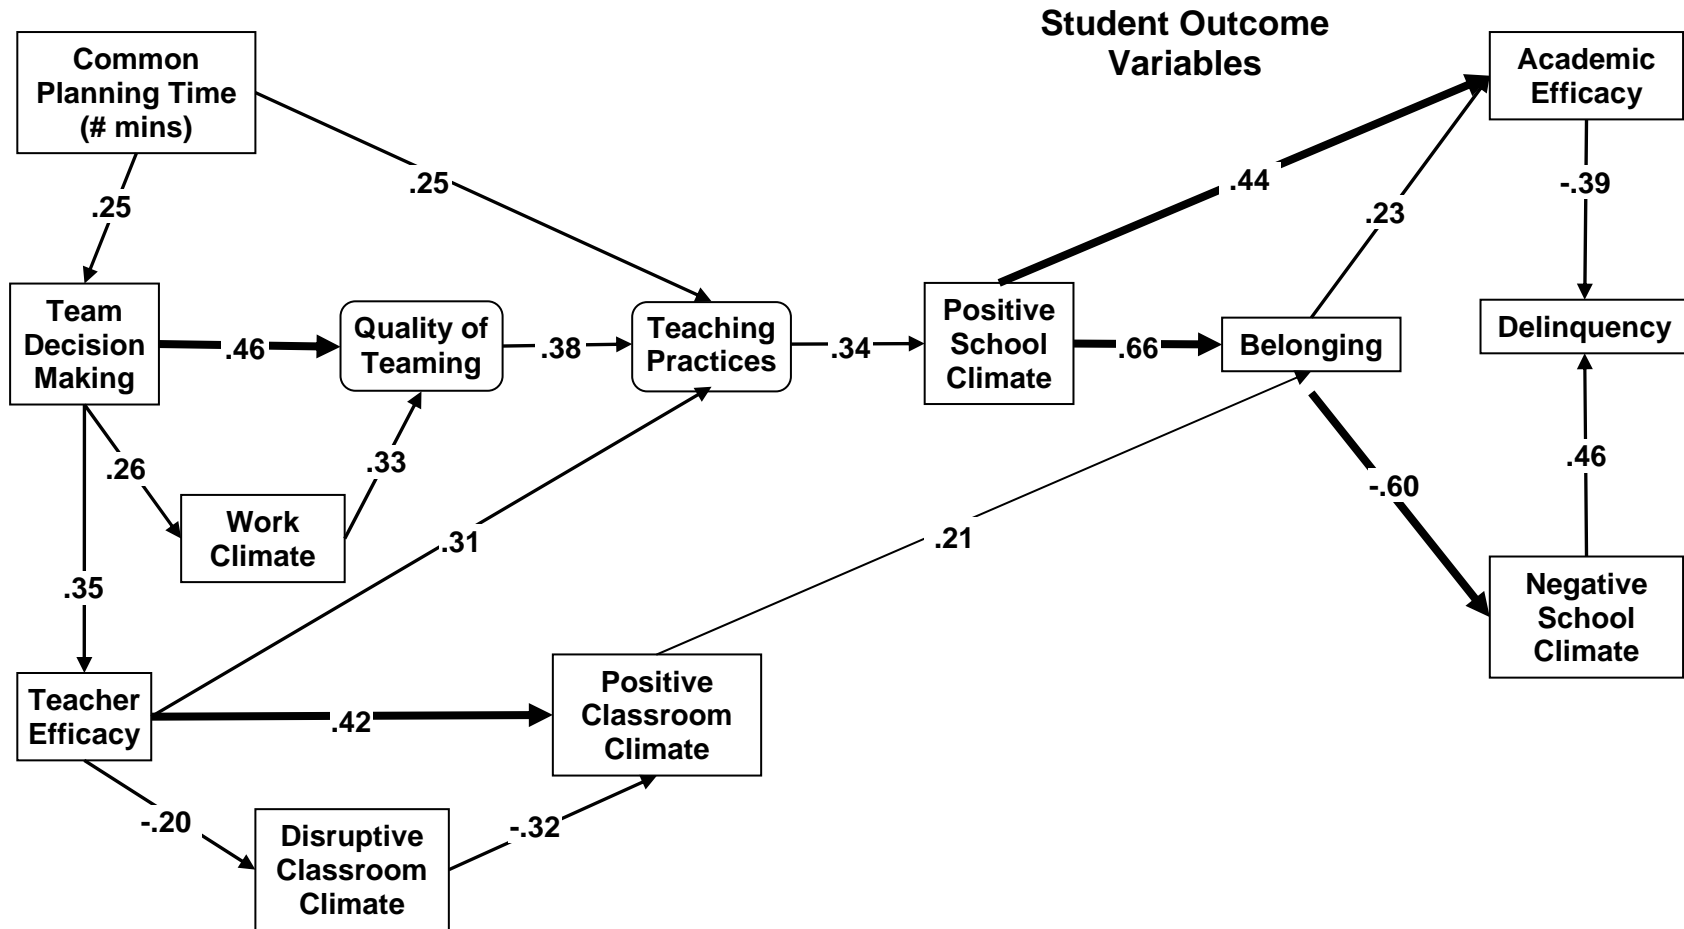 Student Outcome
Variables
Common
Planning Time
(# mins)
Academic
Efficacy
.25
.25
.44
-.39
.23
Team
Decision
Making
.46
Quality of
Teaming
.38
Teaching
Practices
.34
Positive
School
Climate
.66
Belonging
Delinquency
.26
.33
.46
-.60
Work
Climate
.31
.21
.35
Negative
School
Climate
Teacher
Efficacy
.42
Positive
Classroom
Climate
-.20
-.32
Disruptive
Classroom
Climate